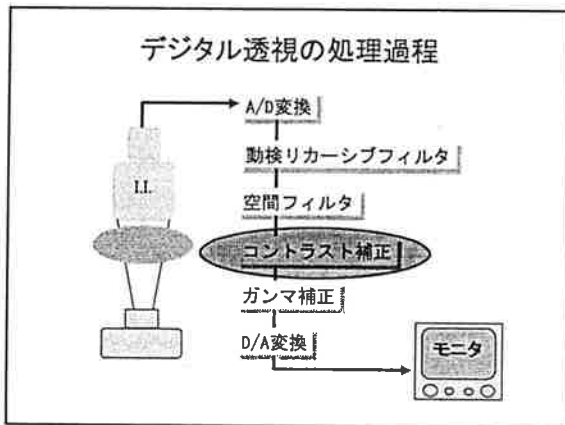 デジタル透視の処理過程
A/D変換
動検リカーシブフィルタ
I.I.
空間フィルタ
コントラスト補正
ガンマ補正
D/A変換
モニタ